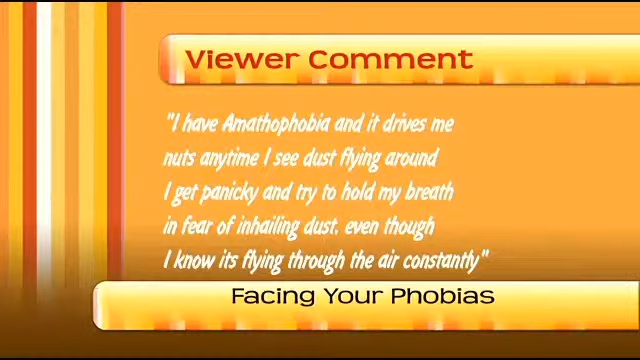 Viewer Comment
"I have Amathophobia and it drives me
nuts anytime I see dust flying around
I get panicky and try to hold my breath
in fear of inhailing dust, even though
I know its flying through the air constantly"
Facing Your Phobias